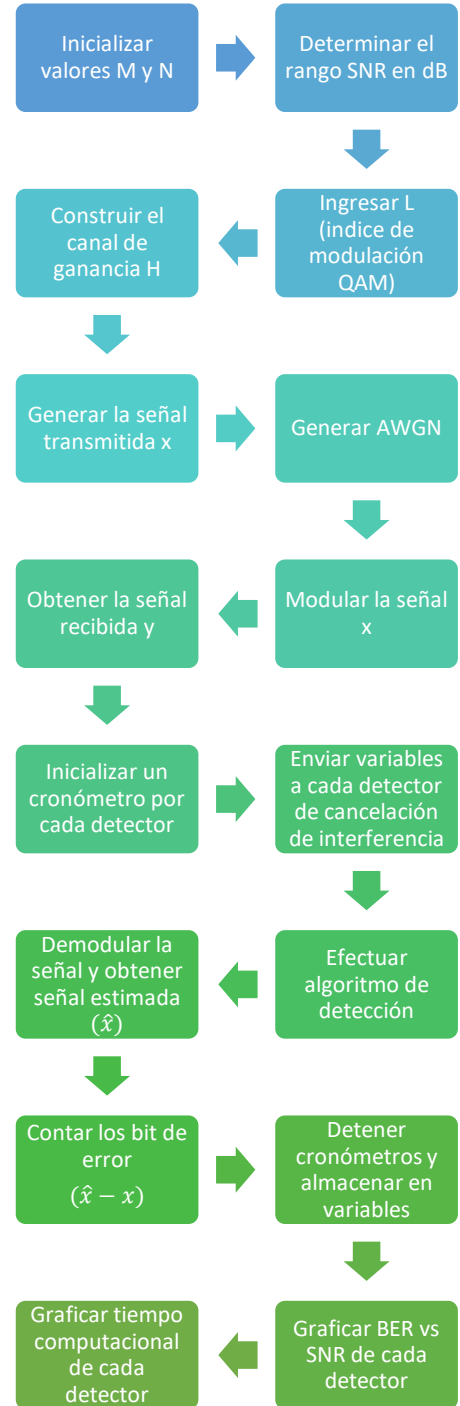 Inicializar
valores M y N
Determinar el
rango SNR en dB
Ingresar L
(indice de
modulación
QAM)
Construir el
canal de
ganancia H
Generar la señal
transmitida x
Generar AWGN
Modular la señal
x
Obtener la señal
recibida y
Inicializar un
cronómetro por
cada detector
Enviar variables
a cada detector
de cancelación
de interferencia
Efectuar
algoritmo de
detección
Demodular la
señal y obtener
señal estimada
(x̂)
Contar los bit de
error
(x̂ − x)
Detener
cronómetros y
almacenar en
variables
Graficar BER vs
SNR de cada
detector
Graficar tiempo
computacional
de cada
detector